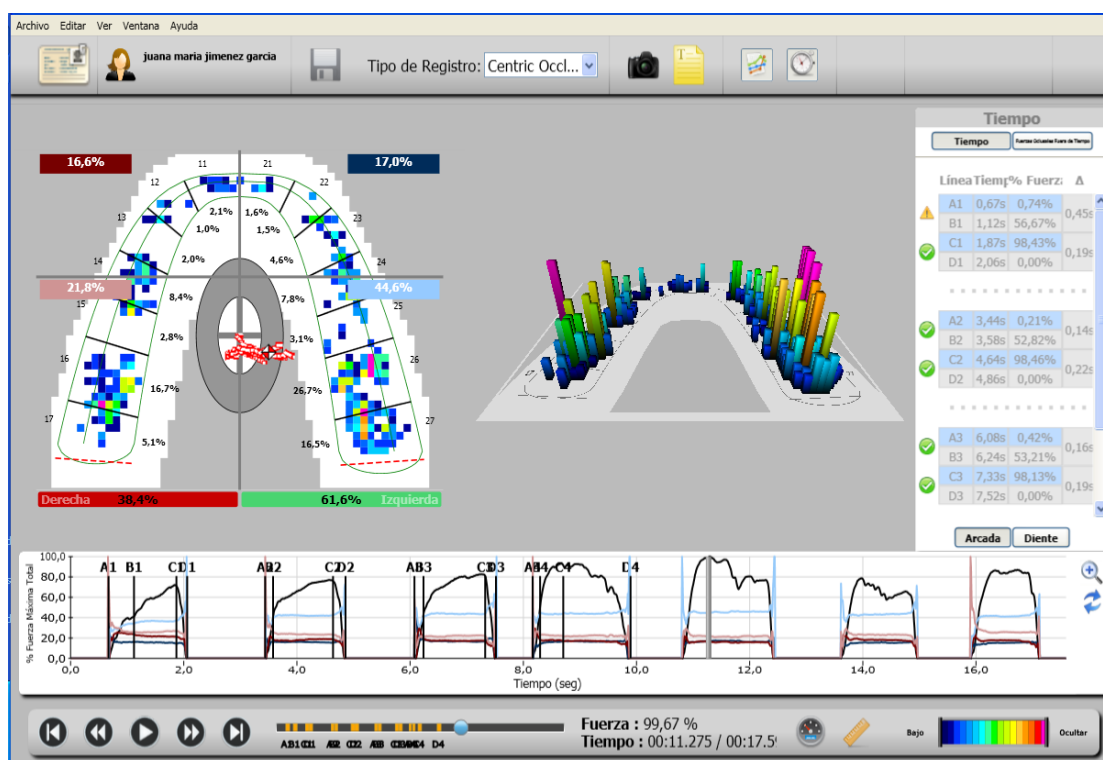 Archivo Editar Ver Ventana Ayuda
juana maria jimenez garcia
Tipo de Registro: Centric Occl...
Tiempo
Tiempo Fuerzas Oclusales Fuera de Tiempo
Línea Tiemp % Fuerza Δ
A1 0,67s 0,74%
0,45s
B1 1,12s 56,67%
C1 1,87s 98,43%
0,19s
D1 2,06s 0,00%
A2 3,44s 0,21%
0,14s
B2 3,58s 52,82%
C2 4,64s 98,46%
0,22s
D2 4,86s 0,00%
A3 6,08s 0,42%
0,16s
B3 6,24s 53,21%
C3 7,33s 98,13%
0,19s
D3 7,52s 0,00%
Arcada Diente
16,6% 17,0%
11 21
12 22
13 23
14 24
15
16 26
17 27
2,1% 1,6%
1,0% 1,5%
2,0% 4,6%
21,8% 44,6%
8,4% 7,8%
2,8% 3,1%
16,7% 26,7%
5,1% 16,5%
Derecha 38,4% 61,6% Izquierda
% Fuerza Máxima Total
100,0
80,0
60,0
40,0
20,0
0,0
A1 B1 C1 D1 A2 B2 C2 D2 A3 B3 C3 D3 A4 B4 C4 D4
0,0 2,0 4,0 6,0 8,0 10,0 12,0 14,0 16,0
Tiempo (seg)
Fuerza : 99,67 %
Tiempo : 00:11.275 / 00:17.5
Bajo Ocultar